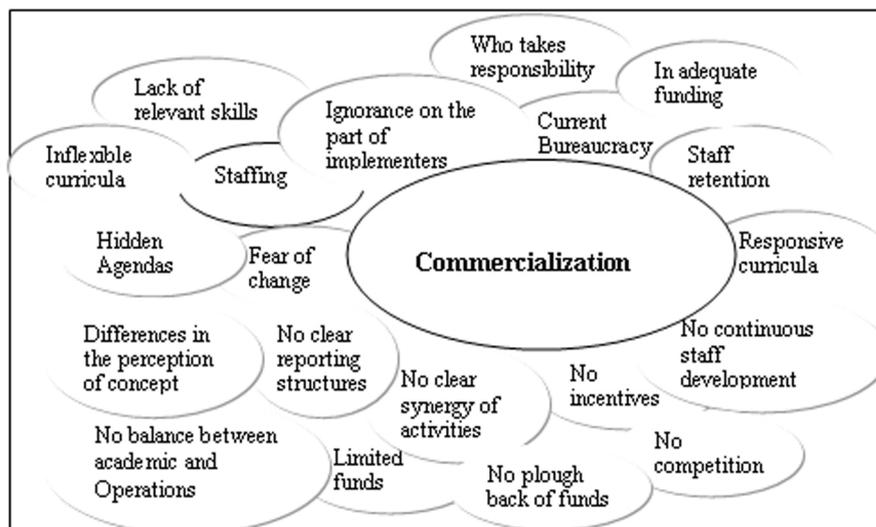 Who takes
responsibility
In adequate
funding
Lack of
relevant skills
Ignorance on the
part of
implementers
Current
Bureaucracy
Inflexible
curricula
Staffing
Staff
retention
Hidden
Agendas
Fear of
change
Commercialization
Responsive
curricula
Differences in
the perception
of concept
No clear
reporting
structures
No clear
synergy of
activities
No
incentives
No continuous
staff
development
No balance between
academic and
Operations
Limited
funds
No plough
back of funds
No
competition